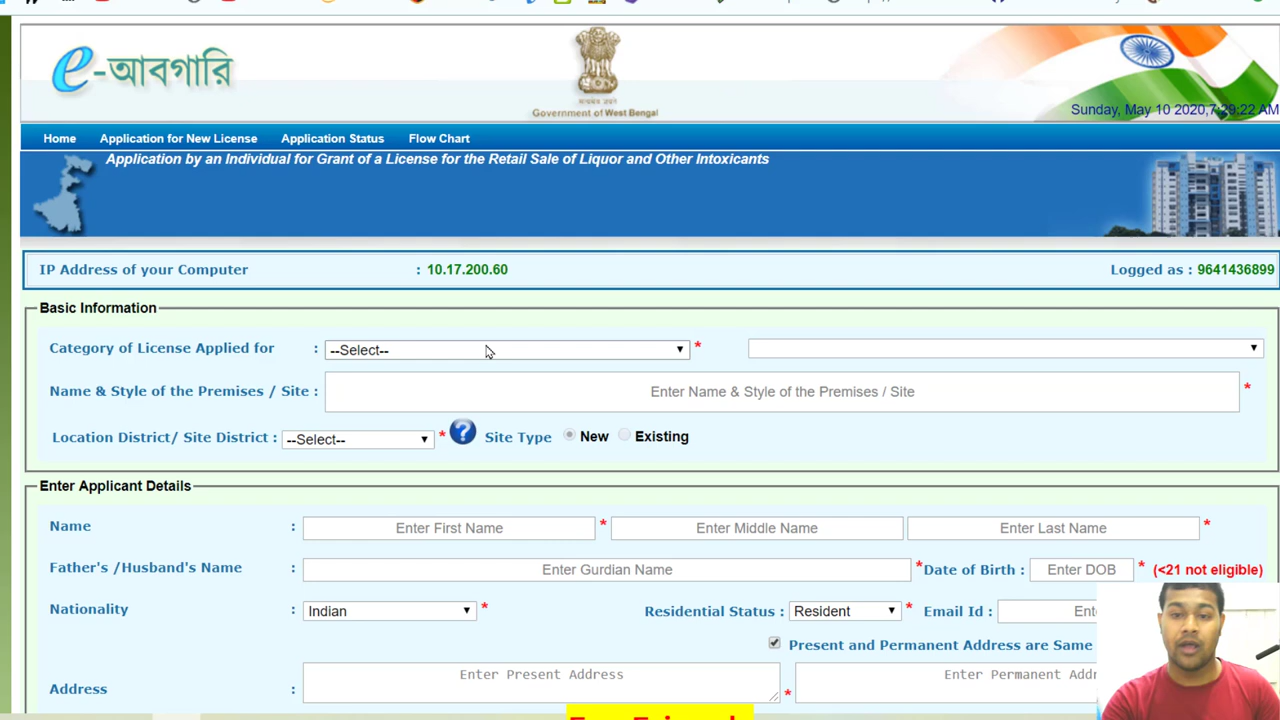 e-আবগারি
Government of West Bengal
Sunday, May 10 2020,7:29:22 AM
Home Application for New License Application Status Flow Chart
Application by an Individual for Grant of a License for the Retail Sale of Liquor and Other Intoxicants
IP Address of your Computer : 10.17.200.60 Logged as : 9641436899
Basic Information
Category of License Applied for : --Select-- *
Name & Style of the Premises / Site : Enter Name & Style of the Premises / Site *
Location District/ Site District : --Select-- * ? Site Type New Existing
Enter Applicant Details
Name : Enter First Name * Enter Middle Name Enter Last Name *
Father's /Husband's Name : Enter Gurdian Name * Date of Birth : Enter DOB * (<21 not eligible)
Nationality : Indian * Residential Status : Resident * Email Id : Ente
Present and Permanent Address are Same
Address : Enter Present Address * Enter Permanent Addr